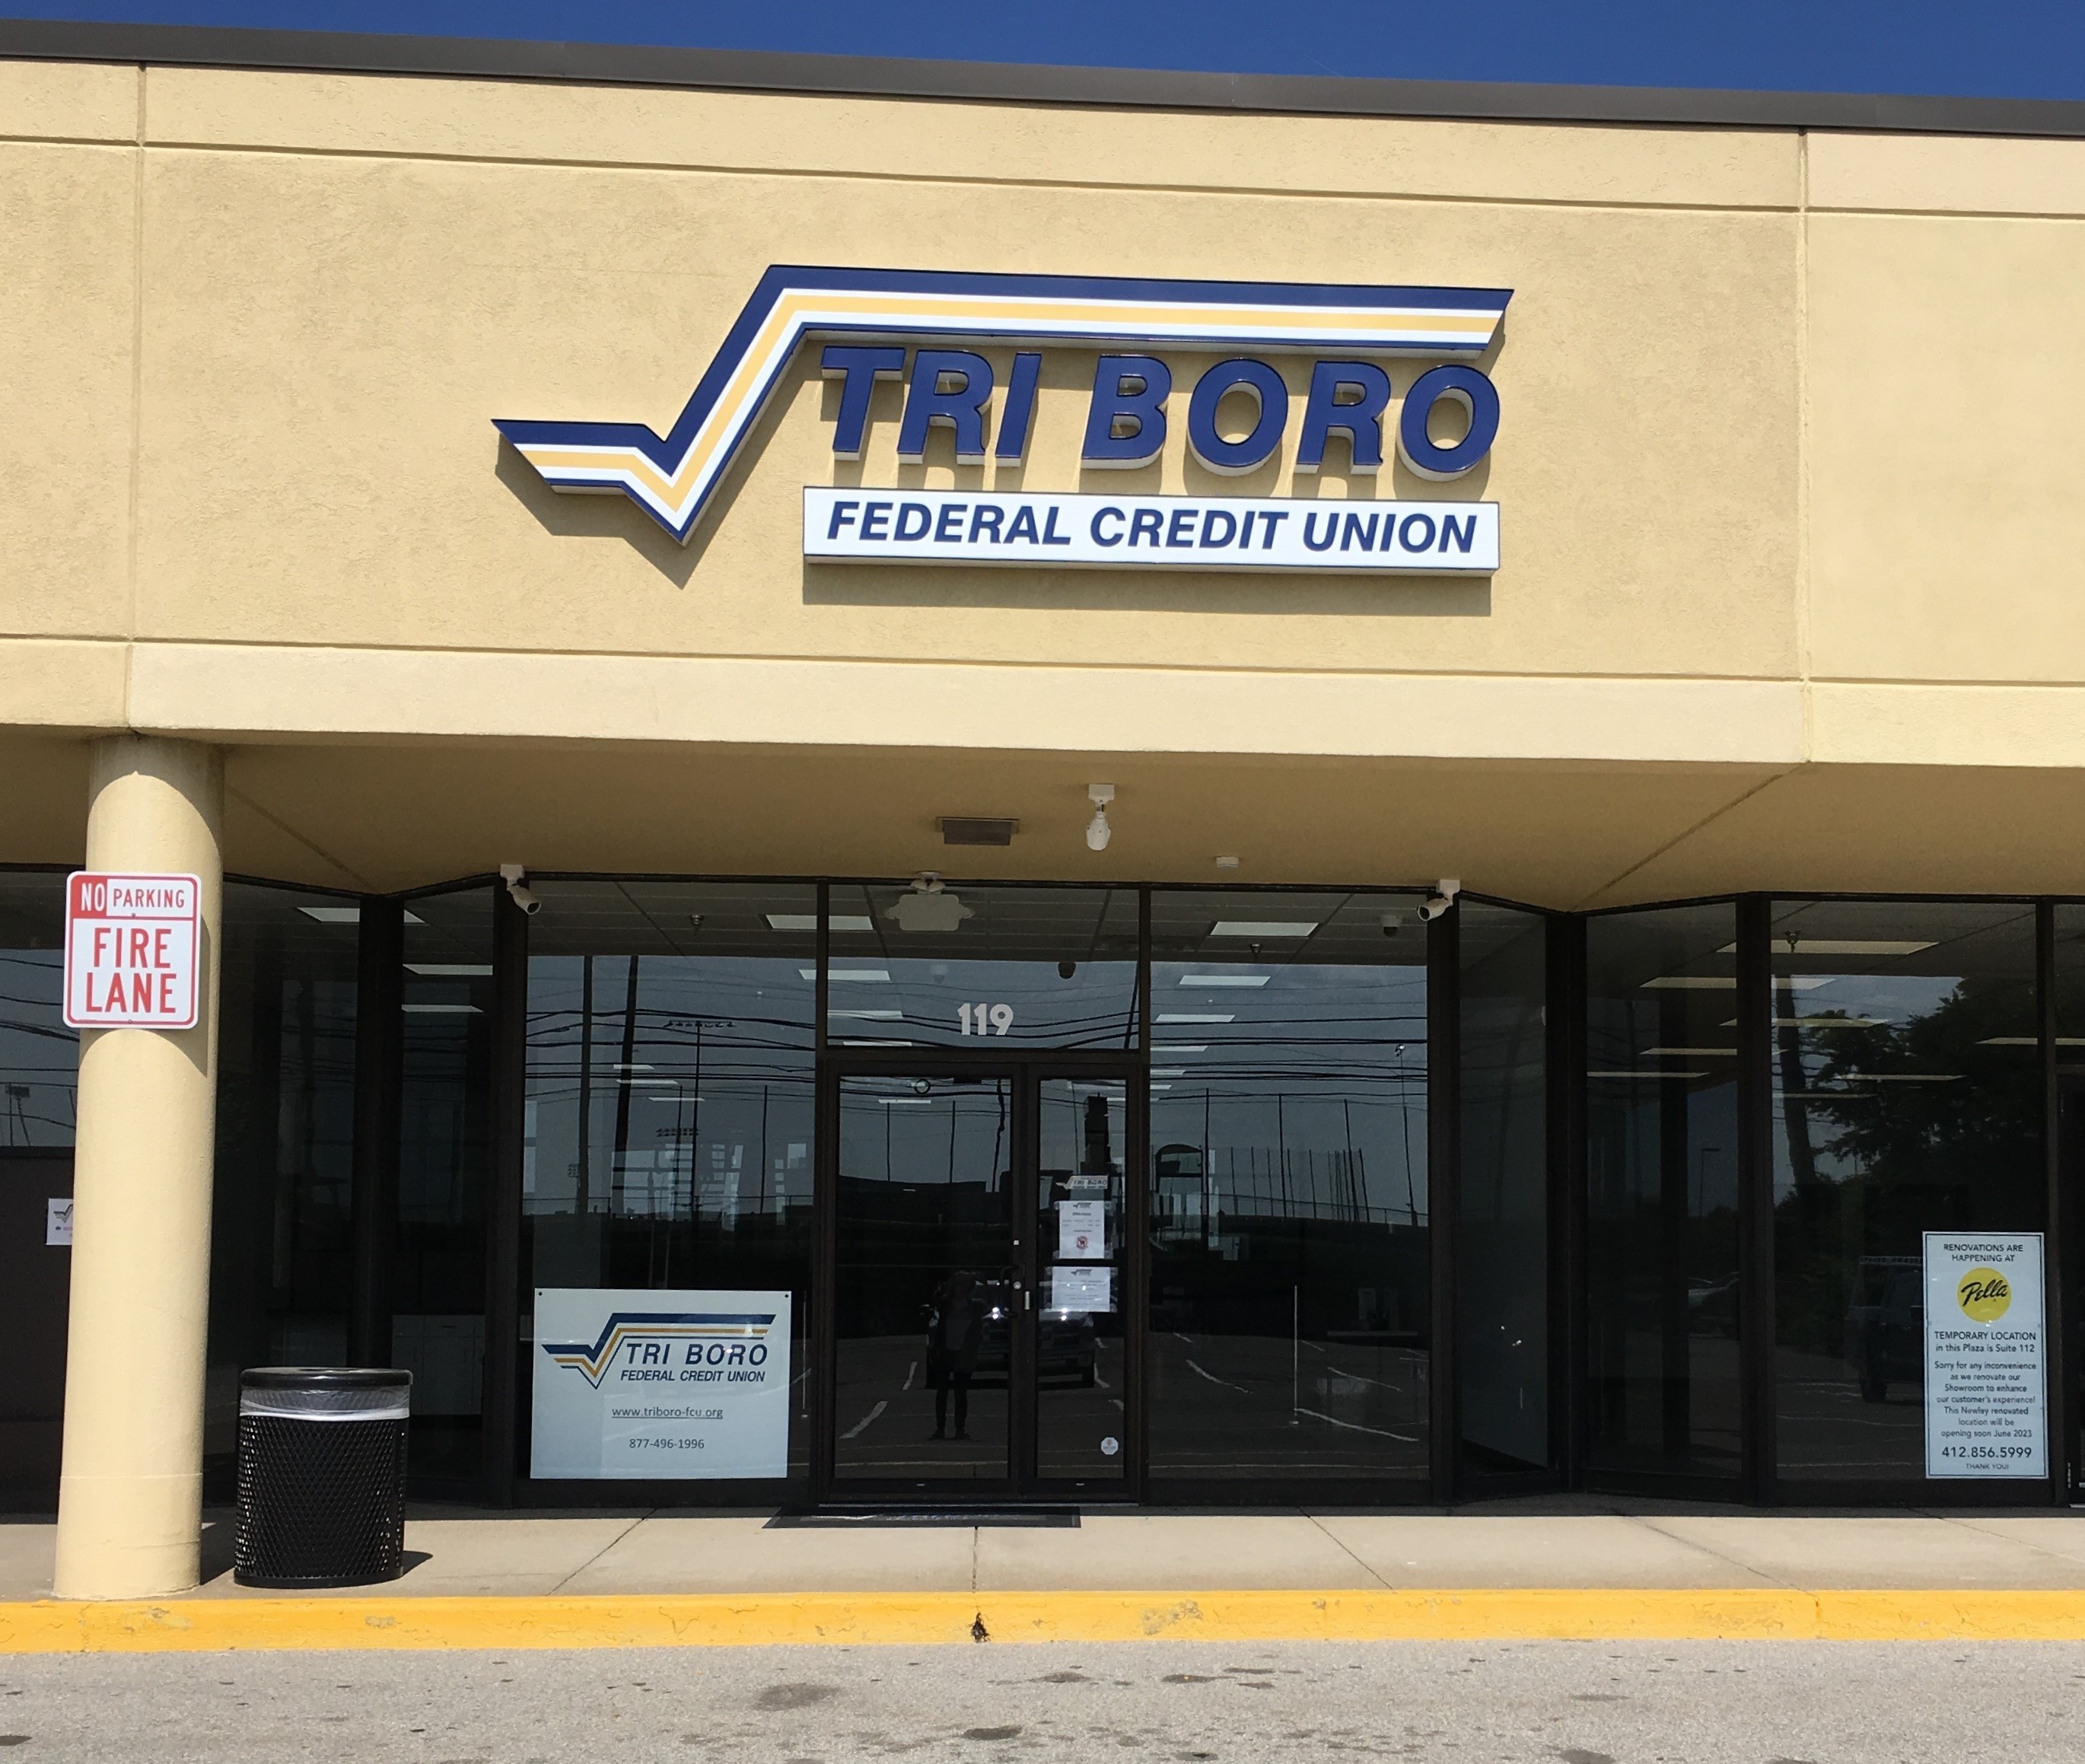 TRI BORO
FEDERAL CREDIT UNION
NO PARKING
FIRE
LANE
119
TRI BORO
TRI BORO
FEDERAL CREDIT UNION
www.triboro-fcu.org
877-496-1996
RENOVATIONS ARE
HAPPENING AT
Pella
TEMPORARY LOCATION
in this Plaza is Suite 112
Sorry for any inconvenience
as we renovate our
Showroom to enhance
our customer's experience!
This Newley renovated
location will be
opening soon June 2023
412.856.5999
THANK YOU!